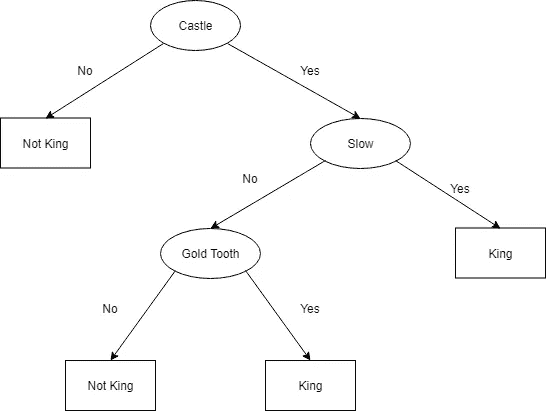 Castle
No
Yes
Not King
Slow
No
Yes
Gold Tooth
King
No
Yes
Not King
King